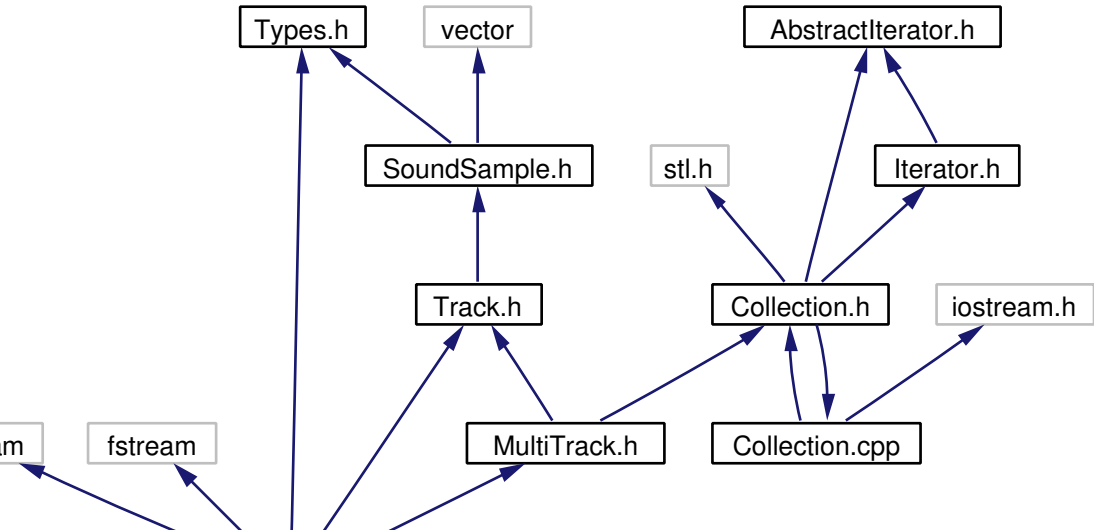 Types.h
vector
AbstractIterator.h
SoundSample.h
stl.h
Iterator.h
Track.h
Collection.h
iostream.h
fstream
MultiTrack.h
Collection.cpp